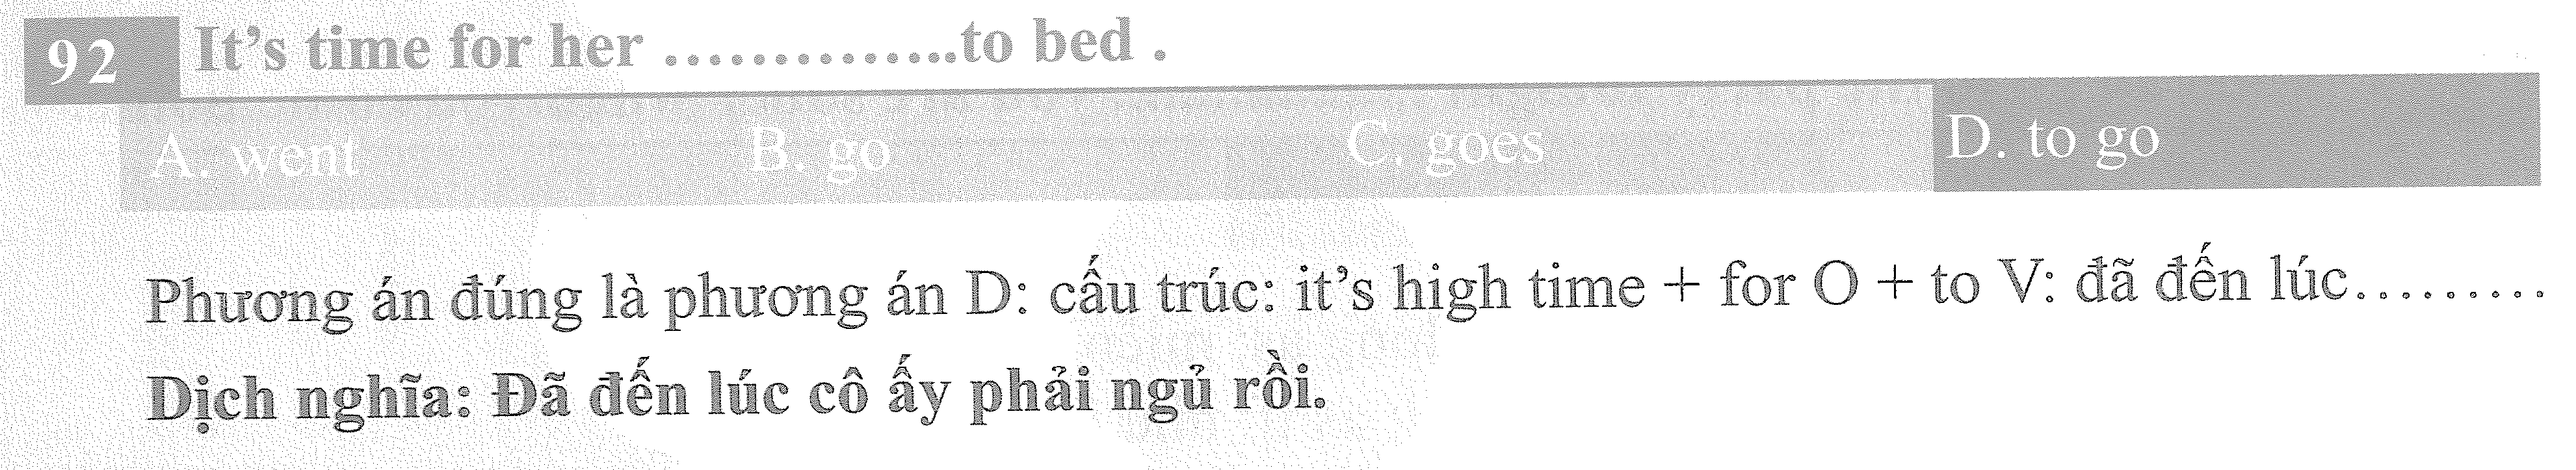 92 It's time for her ..............to bed .
A. went B. go C. goes D. to go
Phương án đúng là phương án D: cấu trúc: it's high time + for O + to V: đã đến lúc.........
Dịch nghĩa: Đã đến lúc cô ấy phải ngủ rồi.